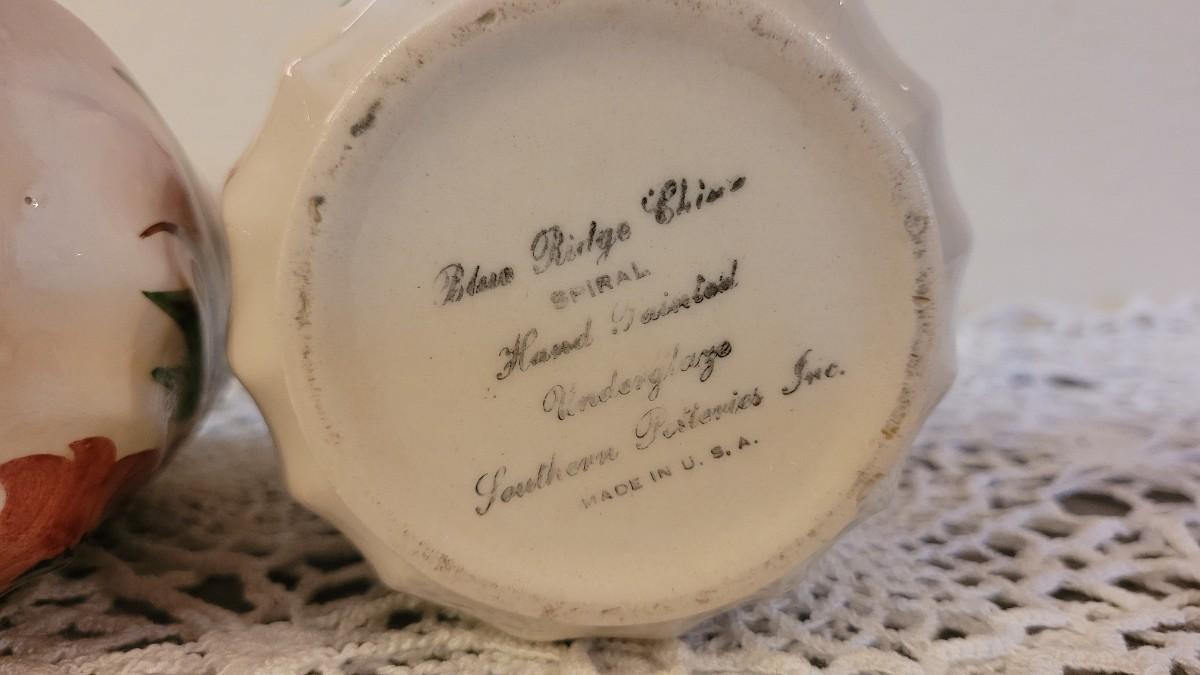 Blue Ridge China
SPIRAL
Hand Painted
Underglaze
Southern Potteries Inc.
MADE IN U. S. A.